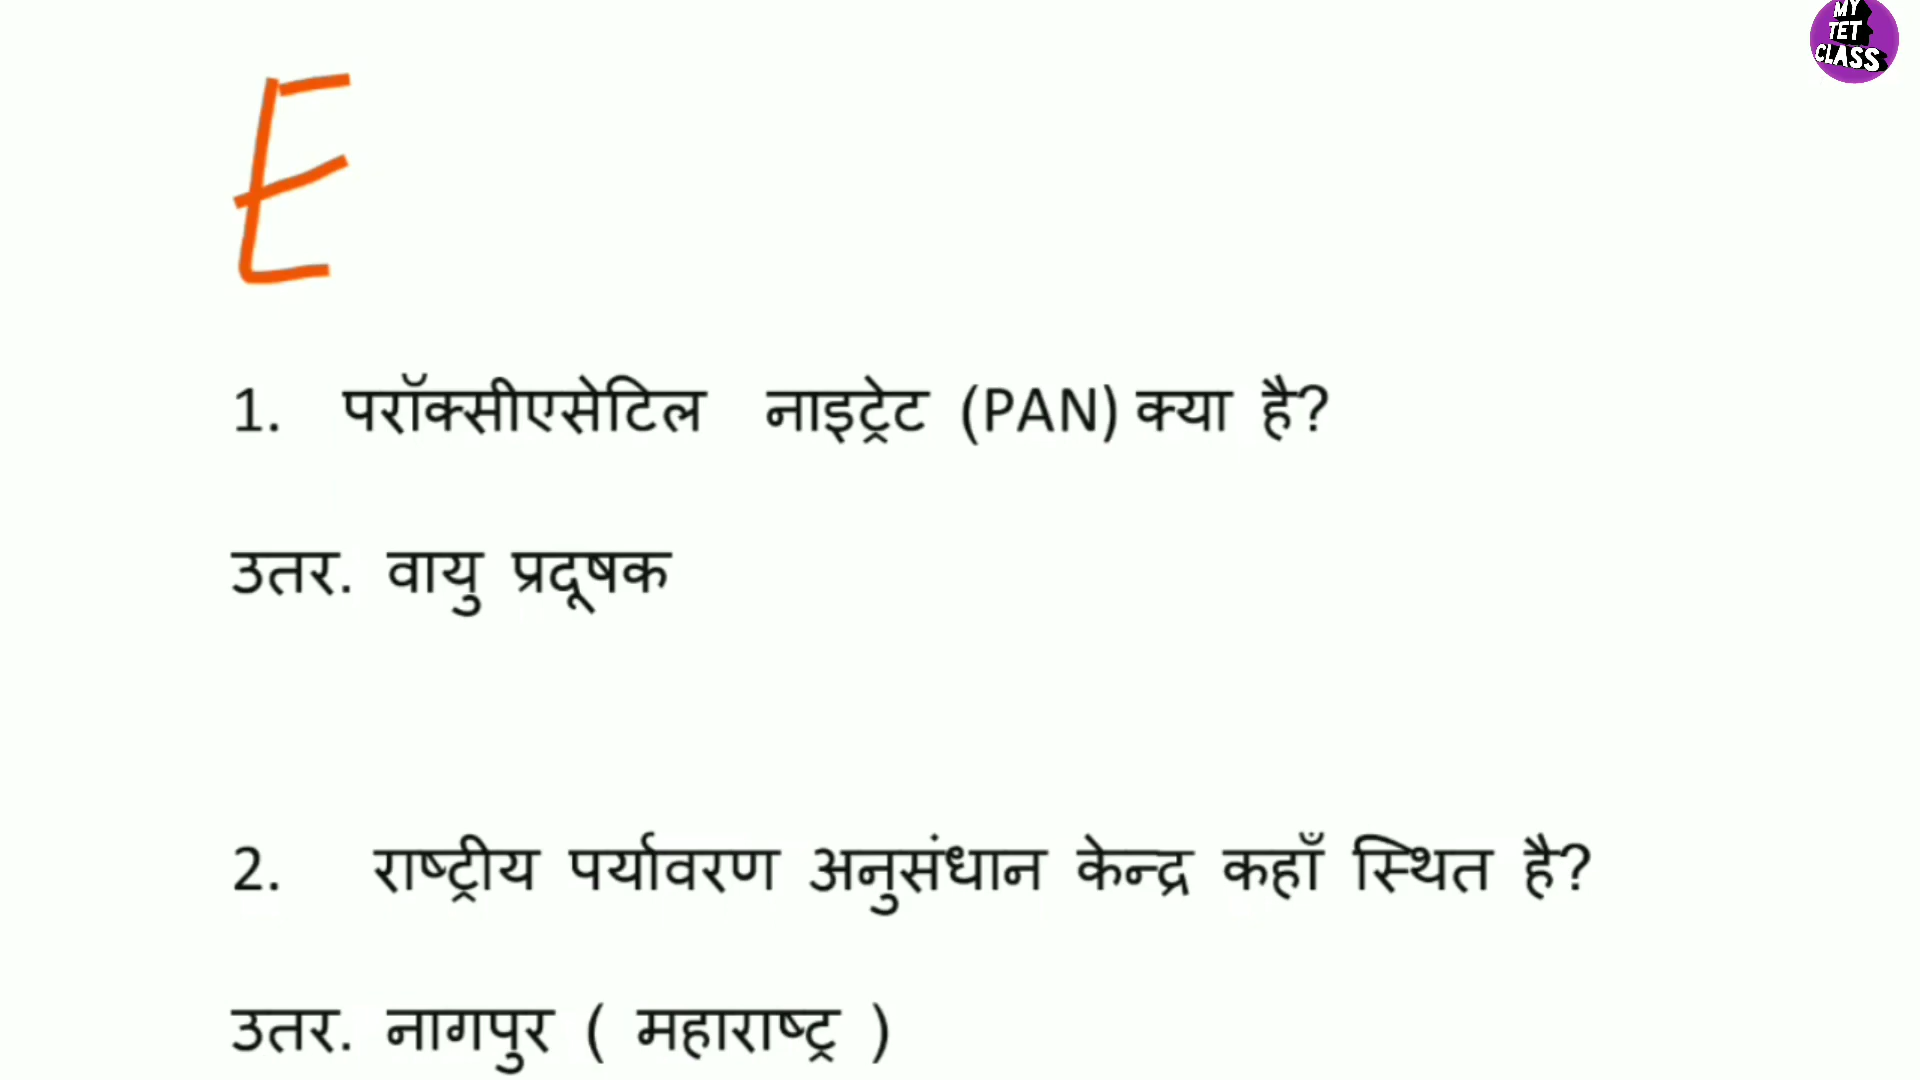 MY
TET
CLASS
E
1. परॉक्सीएसेटिल नाइट्रेट (PAN) क्या है?
उतर. वायु प्रदूषक
2. राष्ट्रीय पर्यावरण अनुसंधान केन्द्र कहाँ स्थित है?
उतर. नागपुर ( महाराष्ट्र )